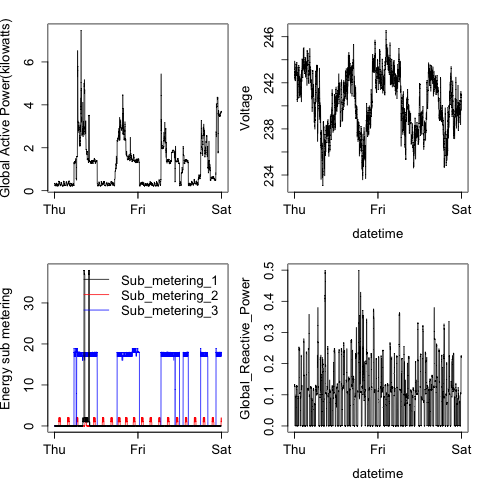 Global Active Power(kilowatts)
0 2 4 6
Thu Fri Sat
Voltage
234 238 242 246
Thu Fri Sat
datetime
Energy sub metering
0 10 20 30
Sub_metering_1
Sub_metering_2
Sub_metering_3
Thu Fri Sat
Global_Reactive_Power
0.0 0.1 0.2 0.3 0.4 0.5
Thu Fri Sat
datetime